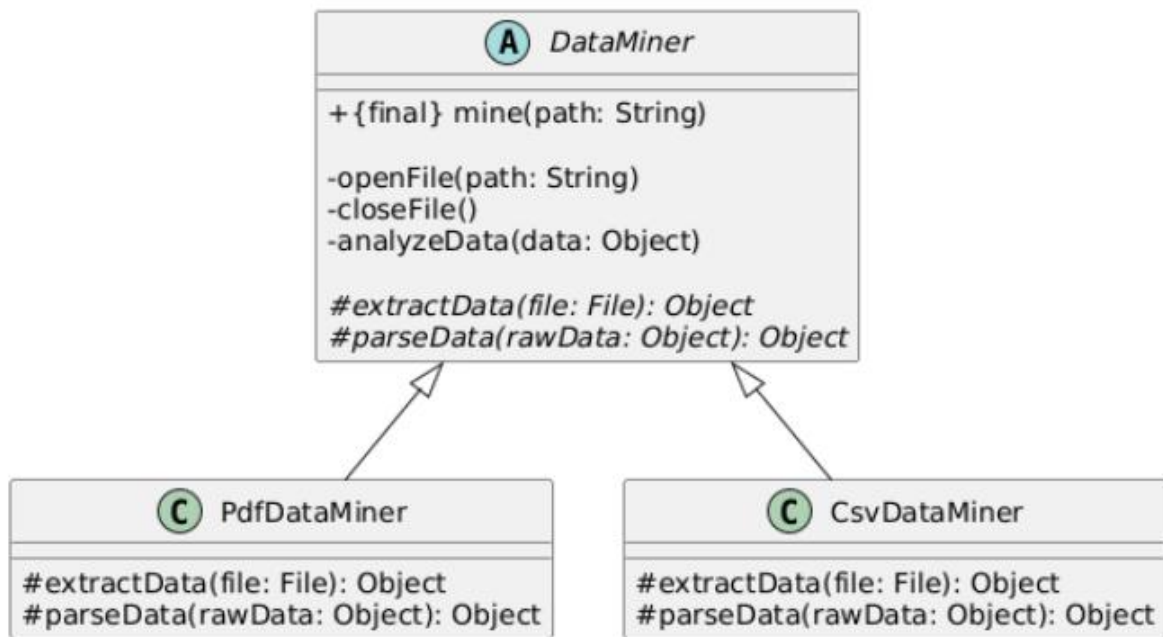 A DataMiner
+{final} mine(path: String)
-openFile(path: String)
-closeFile()
-analyzeData(data: Object)
#extractData(file: File): Object
#parseData(rawData: Object): Object
C PdfDataMiner
#extractData(file: File): Object
#parseData(rawData: Object): Object
C CsvDataMiner
#extractData(file: File): Object
#parseData(rawData: Object): Object